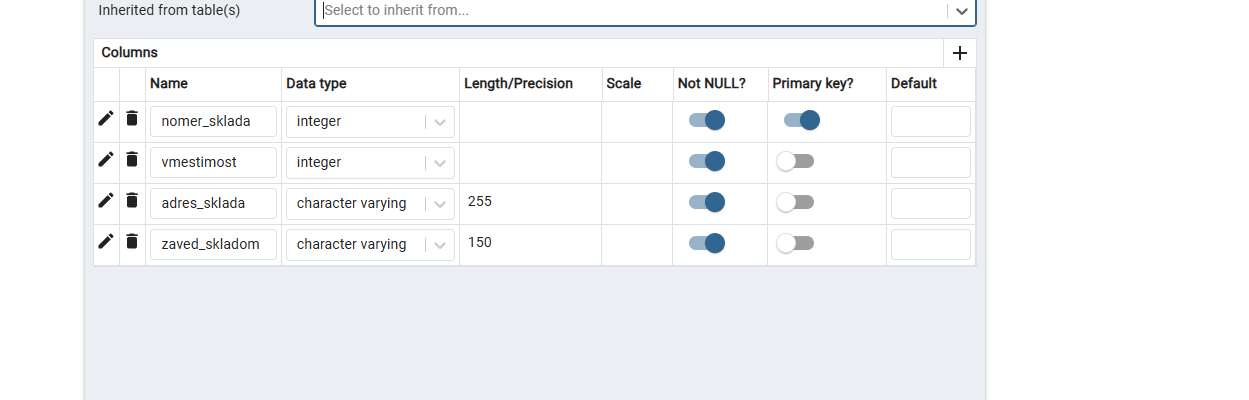 Inherited from table(s) Select to inherit from...
Columns
Name Data type Length/Precision Scale Not NULL? Primary key? Default
nomer_sklada integer
vmestimost integer
adres_sklada character varying 255
zaved_skladom character varying 150